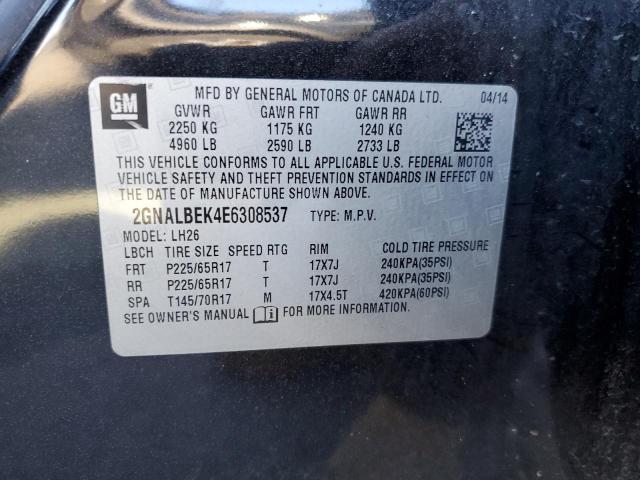 GM
MFD BY GENERAL MOTORS OF CANADA LTD. 04/14
GVWR GAWR FRT GAWR RR
2250 KG 1175 KG 1240 KG
4960 LB 2590 LB 2733 LB
THIS VEHICLE CONFORMS TO ALL APPLICABLE U.S. FEDERAL MOTOR
VEHICLE SAFETY AND THEFT PREVENTION STANDARDS IN EFFECT ON
THE DATE OF MANUFACTURE SHOWN ABOVE.
2GNALBEK4E6308537 TYPE: M.P.V.
MODEL: LH26
LBCH TIRE SIZE SPEED RTG RIM COLD TIRE PRESSURE
FRT P225/65R17 T 17X7J 240KPA(35PSI)
RR P225/65R17 T 17X7J 240KPA(35PSI)
SPA T145/70R17 M 17X4.5T 420KPA(60PSI)
SEE OWNER'S MANUAL i FOR MORE INFORMATION.